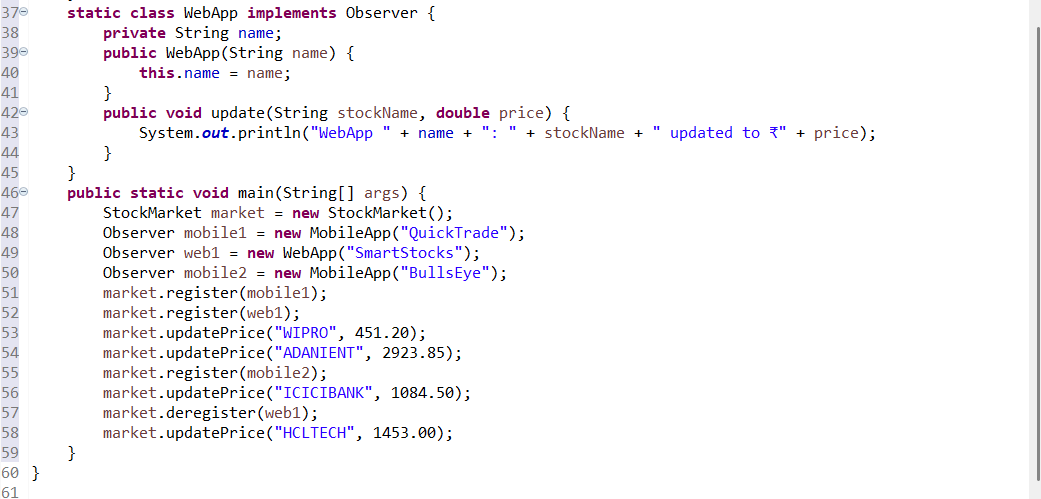 37 static class WebApp implements Observer {
38 private String name;
39 public WebApp(String name) {
40 this.name = name;
41 }
42 public void update(String stockName, double price) {
43 System.out.println("WebApp " + name + ": " + stockName + " updated to ₹" + price);
44 }
45 }
46 public static void main(String[] args) {
47 StockMarket market = new StockMarket();
48 Observer mobile1 = new MobileApp("QuickTrade");
49 Observer web1 = new WebApp("SmartStocks");
50 Observer mobile2 = new MobileApp("BullsEye");
51 market.register(mobile1);
52 market.register(web1);
53 market.updatePrice("WIPRO", 451.20);
54 market.updatePrice("ADANIENT", 2923.85);
55 market.register(mobile2);
56 market.updatePrice("ICICIBANK", 1084.50);
57 market.deregister(web1);
58 market.updatePrice("HCLTECH", 1453.00);
59 }
60 }
61